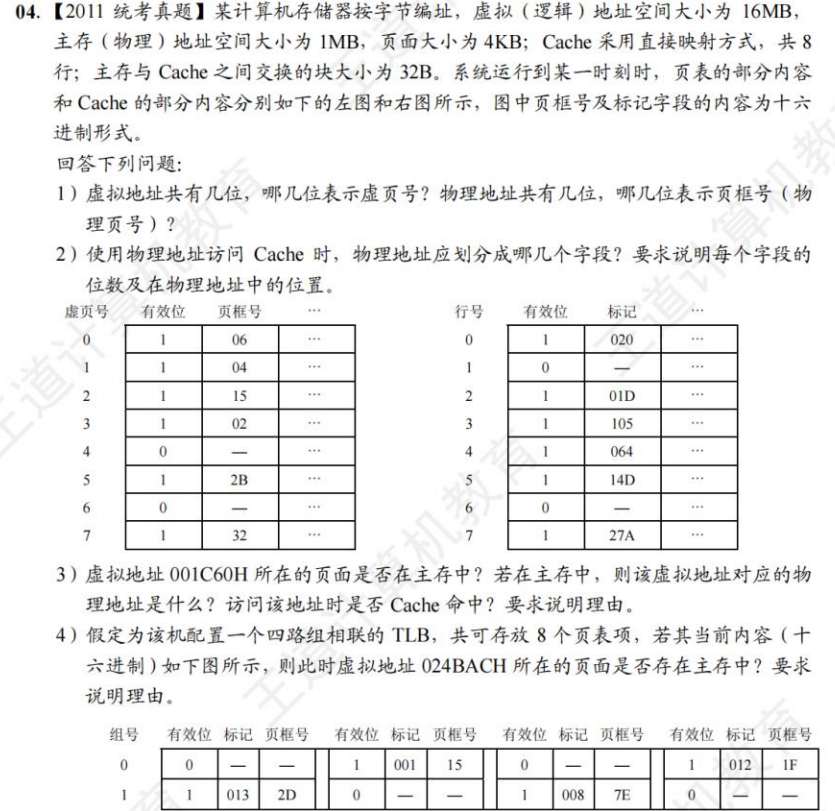 04.【2011 统考真题】某计算机存储器按字节编址，虚拟（逻辑）地址空间大小为 16MB，
主存（物理）地址空间大小为 1MB，页面大小为 4KB；Cache 采用直接映射方式，共 8
行；主存与 Cache 之间交换的块大小为 32B。系统运行到某一时刻时，页表的部分内容
和 Cache 的部分内容分别如下的左图和右图所示，图中页框号及标记字段的内容为十六
进制形式。
回答下列问题：
1）虚拟地址共有几位，哪几位表示虚页号？物理地址共有几位，哪几位表示页框号（物
理页号）？
2）使用物理地址访问 Cache 时，物理地址应划分成哪几个字段？要求说明每个字段的
位数及在物理地址中的位置。
虚页号 有效位 页框号 … 行号 有效位 标记 …
0 1 06 … 0 1 020 …
1 1 04 … 1 0 — …
2 1 15 … 2 1 01D …
3 1 02 … 3 1 105 …
4 0 — … 4 1 064 …
5 1 2B … 5 1 14D …
6 0 — … 6 0 — …
7 1 32 … 7 1 27A …
3）虚拟地址 001C60H 所在的页面是否在主存中？若在主存中，则该虚拟地址对应的物
理地址是什么？访问该地址时是否 Cache 命中？要求说明理由。
4）假定为该机配置一个四路组相联的 TLB，共可存放 8 个页表项，若其当前内容（十
六进制）如下图所示，则此时虚拟地址 024BACH 所在的页面是否存在主存中？要求
说明理由。
组号 有效位 标记 页框号 有效位 标记 页框号 有效位 标记 页框号 有效位 标记 页框号
0 0 — — 1 001 15 0 — — 1 012 1F
1 1 013 2D 0 — — 1 008 7E 0 — —
王道计算机教育